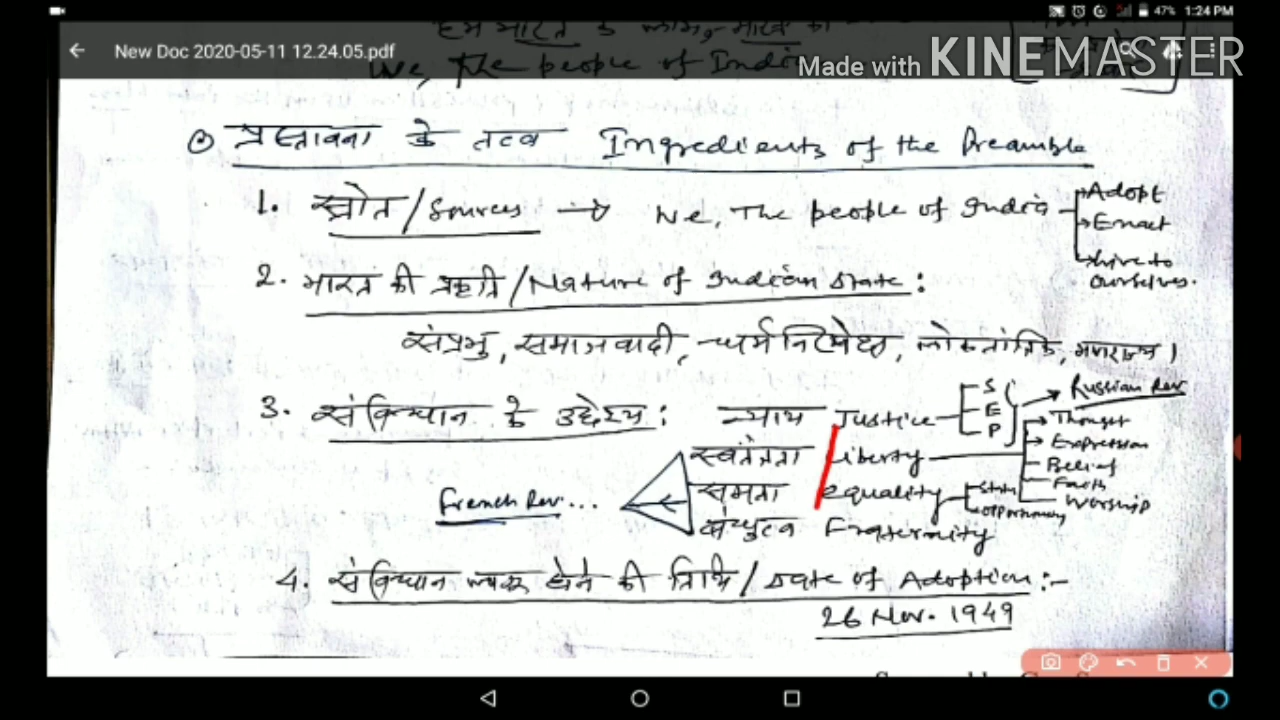 47% 1:24 PM
New Doc 2020-05-11 12.24.05.pdf
Made with KINEMASTER
We, the people of India
प्रस्तावना के तत्व Ingredients of the Preamble
1. स्त्रोत / Sources → We, The people of India
Adopt
Enact
Give to
ourselves.
2. भारत की प्रकृति / Nature of Indian State :
संप्रभु, समाजवादी, धर्मनिरपेक्ष, लोकतांत्रिक, गणराज्य।
3. संविधान के उद्देश्य : न्याय Justice
S
E
P
Russian Rev
स्वतंत्रता Liberty
Thought
Expression
Belief
Faith
Worship
French Rev...
समता Equality
Status
opportunity
बंधुत्व Fraternity
4. संविधान लागू होने की तिथि / Date of Adoption :-
26 Nov. 1949